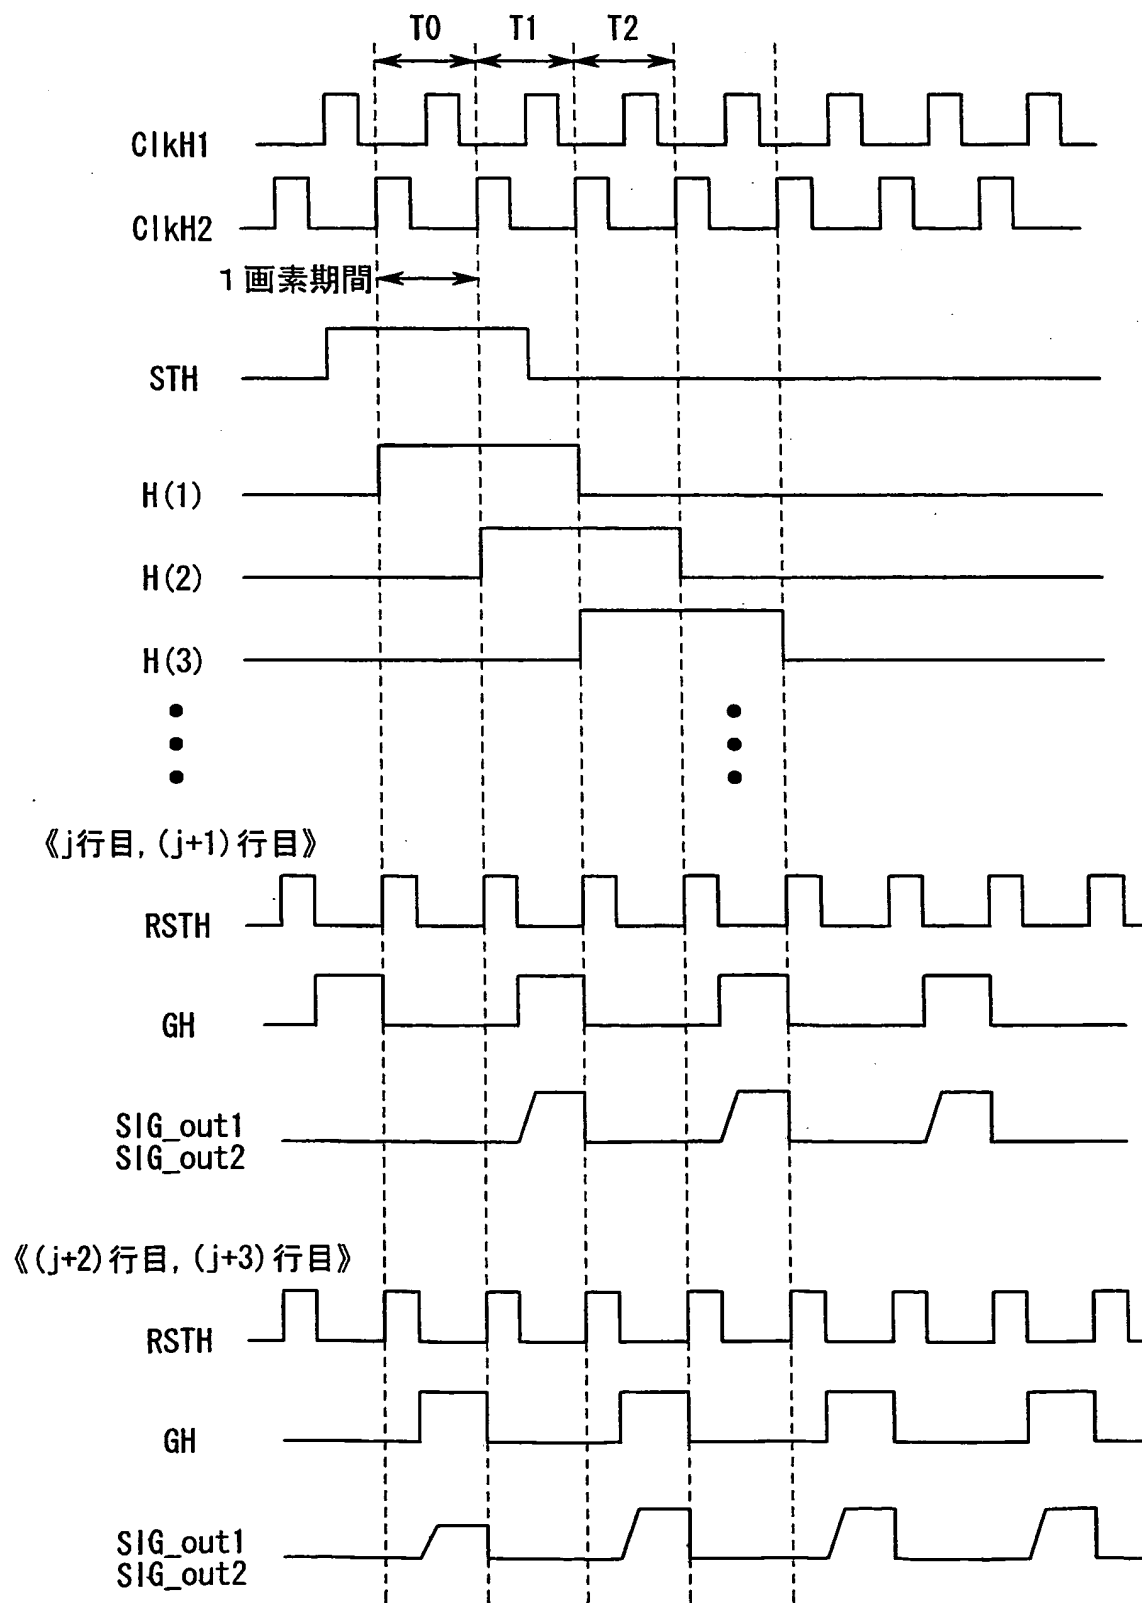 T0 T1 T2
ClkH1
ClkH2
1画素期間
STH
H(1)
H(2)
H(3)
《j行目, (j+1)行目》
RSTH
GH
SIG_out1
SIG_out2
《(j+2)行目, (j+3)行目》
RSTH
GH
SIG_out1
SIG_out2